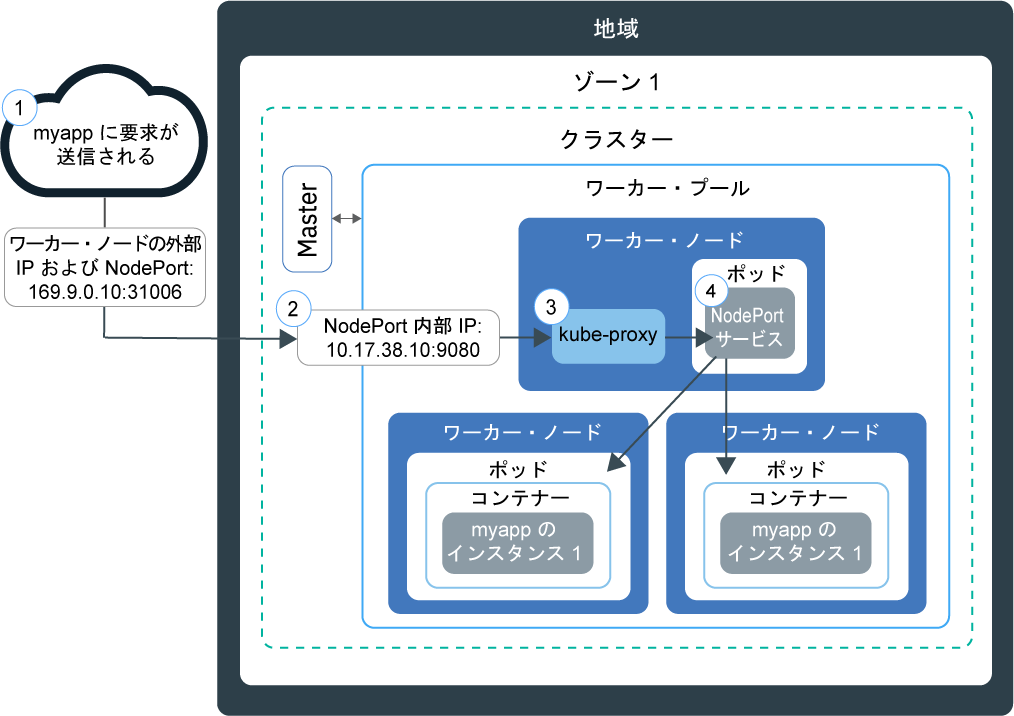 地域
ゾーン 1
クラスター
1
myapp に要求が
送信される
ワーカー・ノードの外部
IP および NodePort:
169.9.0.10:31006
Master
ワーカー・プール
ワーカー・ノード
ポッド
2
NodePort 内部 IP:
10.17.38.10:9080
3
kube-proxy
4
NodePort
サービス
ワーカー・ノード
ポッド
コンテナー
myapp の
インスタンス 1
ワーカー・ノード
ポッド
コンテナー
myapp の
インスタンス 1